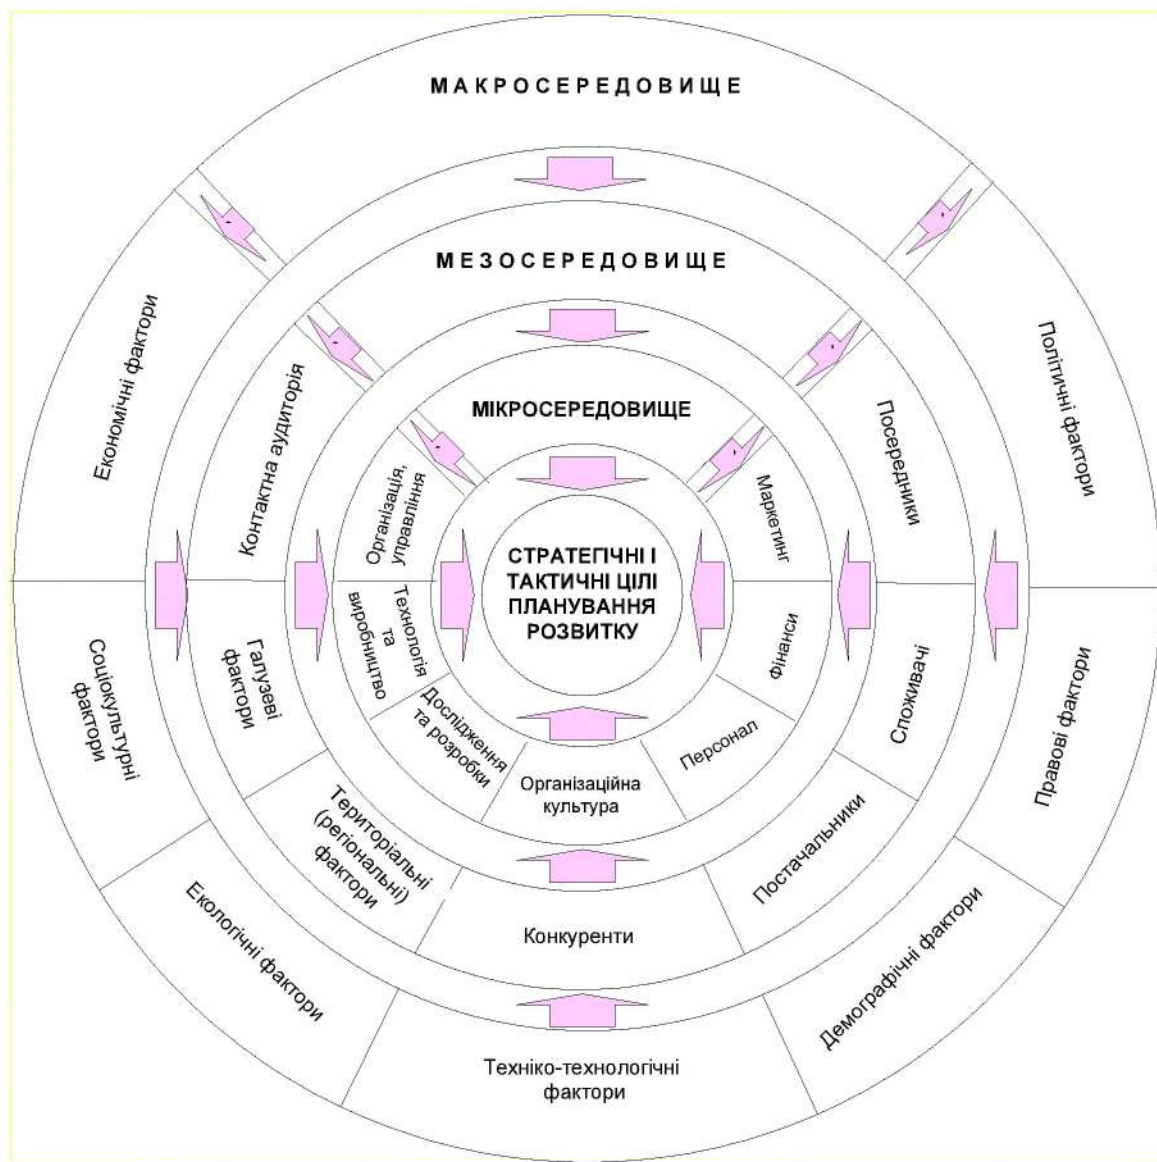 МАКРОСЕРЕДОВИЩЕ
Економічні фактори
Політичні фактори
Соціокультурні
фактори
Правові фактори
Екологічні фактори
Демографічні фактори
Техніко-технологічні
фактори
МЕЗОСЕРЕДОВИЩЕ
Контактна аудиторія
Посередники
Галузеві
фактори
Споживачі
Територіальні
(регіональні)
фактори
Постачальники
Конкуренти
МІКРОСЕРЕДОВИЩЕ
Організація,
управління
Маркетинг
Технологія
та
виробництво
Фінанси
Дослідження
та розробки
Персонал
Організаційна
культура
СТРАТЕГІЧНІ І
ТАКТИЧНІ ЦІЛІ
ПЛАНУВАННЯ
РОЗВИТКУ